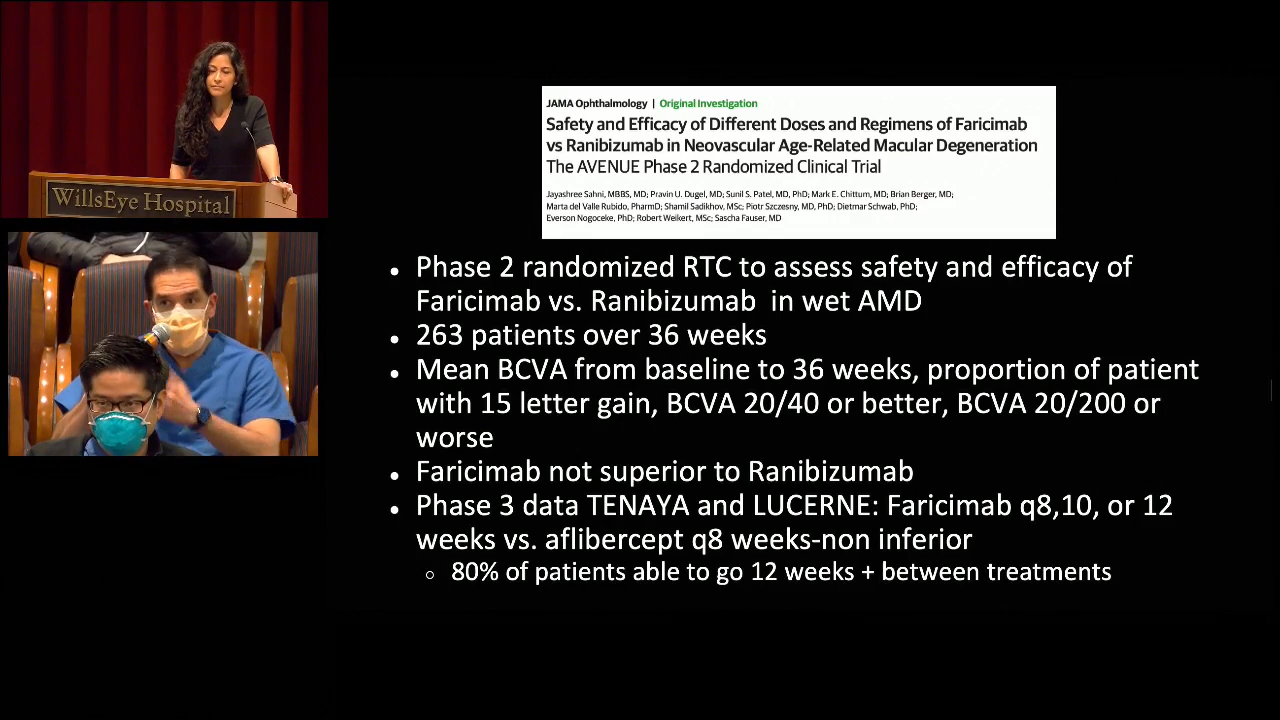 WillsEye Hospital
JAMA Ophthalmology | Original Investigation
Safety and Efficacy of Different Doses and Regimens of Faricimab
vs Ranibizumab in Neovascular Age-Related Macular Degeneration
The AVENUE Phase 2 Randomized Clinical Trial
Jayashree Sahni, MBBS, MD; Pravin U. Dugel, MD; Sunil S. Patel, MD, PhD; Mark E. Chittum, MD; Brian Berger, MD;
Marta del Valle Rubido, PharmD; Shamil Sadikhov, MSc; Piotr Szczesny, MD, PhD; Dietmar Schwab, PhD;
Everson Nogoceke, PhD; Robert Weikert, MSc; Sascha Fauser, MD
• Phase 2 randomized RTC to assess safety and efficacy of
Faricimab vs. Ranibizumab in wet AMD
• 263 patients over 36 weeks
• Mean BCVA from baseline to 36 weeks, proportion of patient
with 15 letter gain, BCVA 20/40 or better, BCVA 20/200 or
worse
• Faricimab not superior to Ranibizumab
• Phase 3 data TENAYA and LUCERNE: Faricimab q8,10, or 12
weeks vs. aflibercept q8 weeks-non inferior
○ 80% of patients able to go 12 weeks + between treatments